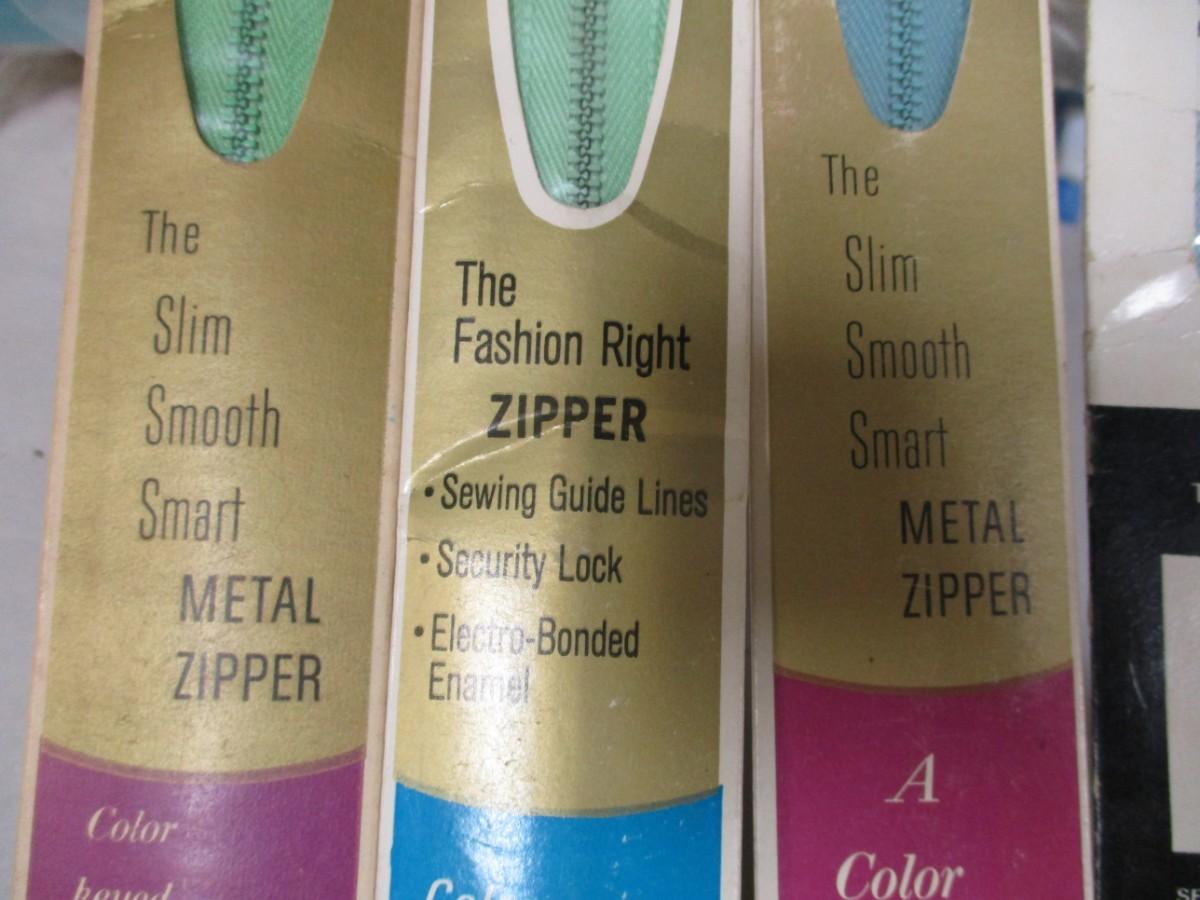 The
Slim
Smooth
Smart
METAL
ZIPPER
Color
keyed
The
Fashion Right
ZIPPER
• Sewing Guide Lines
• Security Lock
• Electro-Bonded
Enamel
The
Slim
Smooth
Smart
METAL
ZIPPER
A
Color